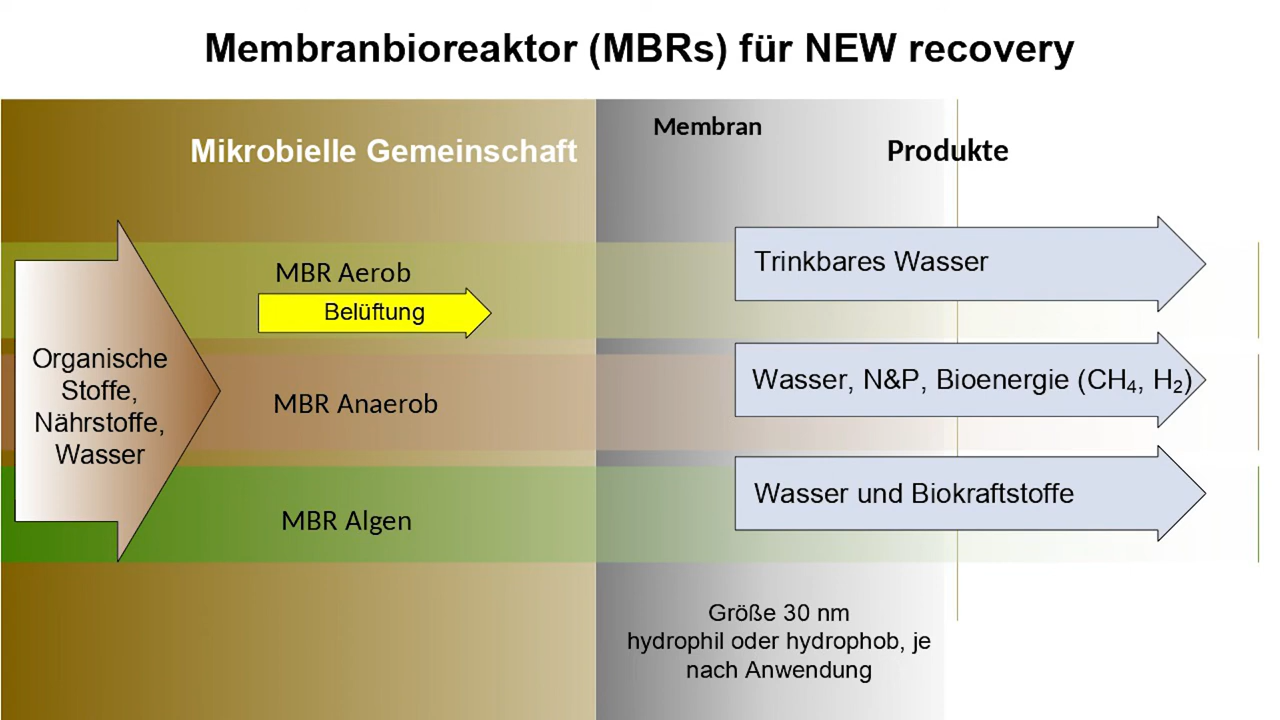 Membranbioreaktor (MBRs) für NEW recovery
Mikrobielle Gemeinschaft
Membran
Produkte
Organische
Stoffe,
Nährstoffe,
Wasser
MBR Aerob
Belüftung
Trinkbares Wasser
MBR Anaerob
Wasser, N&P, Bioenergie (CH₄, H₂)
MBR Algen
Wasser und Biokraftstoffe
Größe 30 nm
hydrophil oder hydrophob, je
nach Anwendung